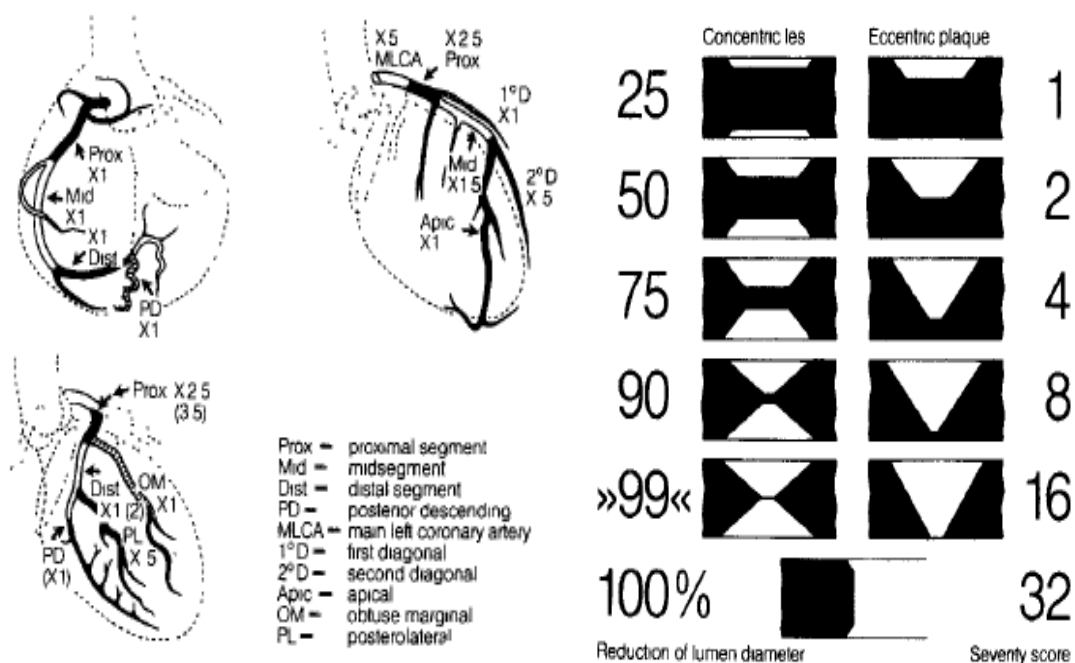 Prox
X1
Mid
X1
X1
Dist
PD
X1
X5
MLCA
X2 5
Prox
1°D
X1
Mid
X1 5
2°D
X 5
Apic
X1
Prox X2 5
(3 5)
Dist
X1 (2)
OM
X1
PL
X 5
PD
(X1)
Prox – proximal segment
Mid – midsegment
Dist – distal segment
PD – posterior descending
MLCA – main left coronary artery
1°D – first diagonal
2°D – second diagonal
Apic – apical
OM – obtuse marginal
PL – posterolateral
Concentric les Eccentric plaque
25 1
50 2
75 4
90 8
»99« 16
100% 32
Reduction of lumen diameter Severity score